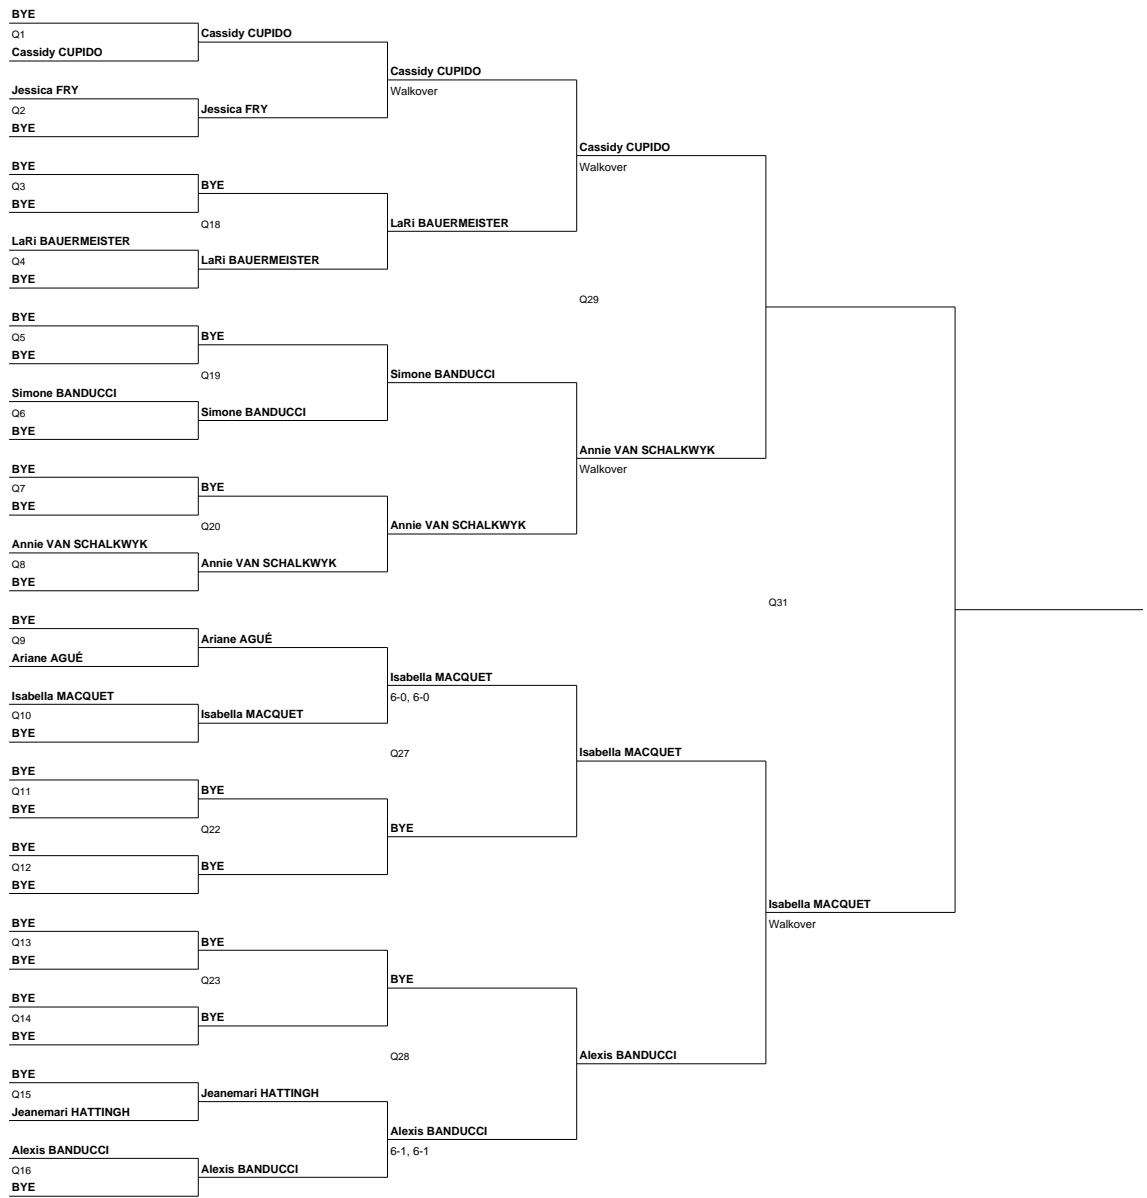 BYE
Q1
Cassidy CUPIDO
Jessica FRY
Q2
BYE
BYE
Q3
BYE
LaRi BAUERMEISTER
Q4
BYE
BYE
Q5
BYE
Simone BANDUCCI
Q6
BYE
BYE
Q7
BYE
Annie VAN SCHALKWYK
Q8
BYE
BYE
Q9
Ariane AGUÉ
Isabella MACQUET
Q10
BYE
BYE
Q11
BYE
BYE
Q12
BYE
BYE
Q13
BYE
BYE
Q14
BYE
BYE
Q15
Jeanemari HATTINGH
Alexis BANDUCCI
Q16
BYE
Cassidy CUPIDO
Jessica FRY
BYE
Q18
LaRi BAUERMEISTER
BYE
Q19
Simone BANDUCCI
BYE
Q20
Annie VAN SCHALKWYK
Ariane AGUÉ
Isabella MACQUET
BYE
Q22
BYE
BYE
Q23
BYE
Jeanemari HATTINGH
Alexis BANDUCCI
Cassidy CUPIDO
Walkover
LaRi BAUERMEISTER
Simone BANDUCCI
Annie VAN SCHALKWYK
Isabella MACQUET
6-0, 6-0
Q27
BYE
BYE
Q28
Alexis BANDUCCI
6-1, 6-1
Cassidy CUPIDO
Walkover
Q29
Annie VAN SCHALKWYK
Walkover
Isabella MACQUET
Alexis BANDUCCI
Q31
Isabella MACQUET
Walkover